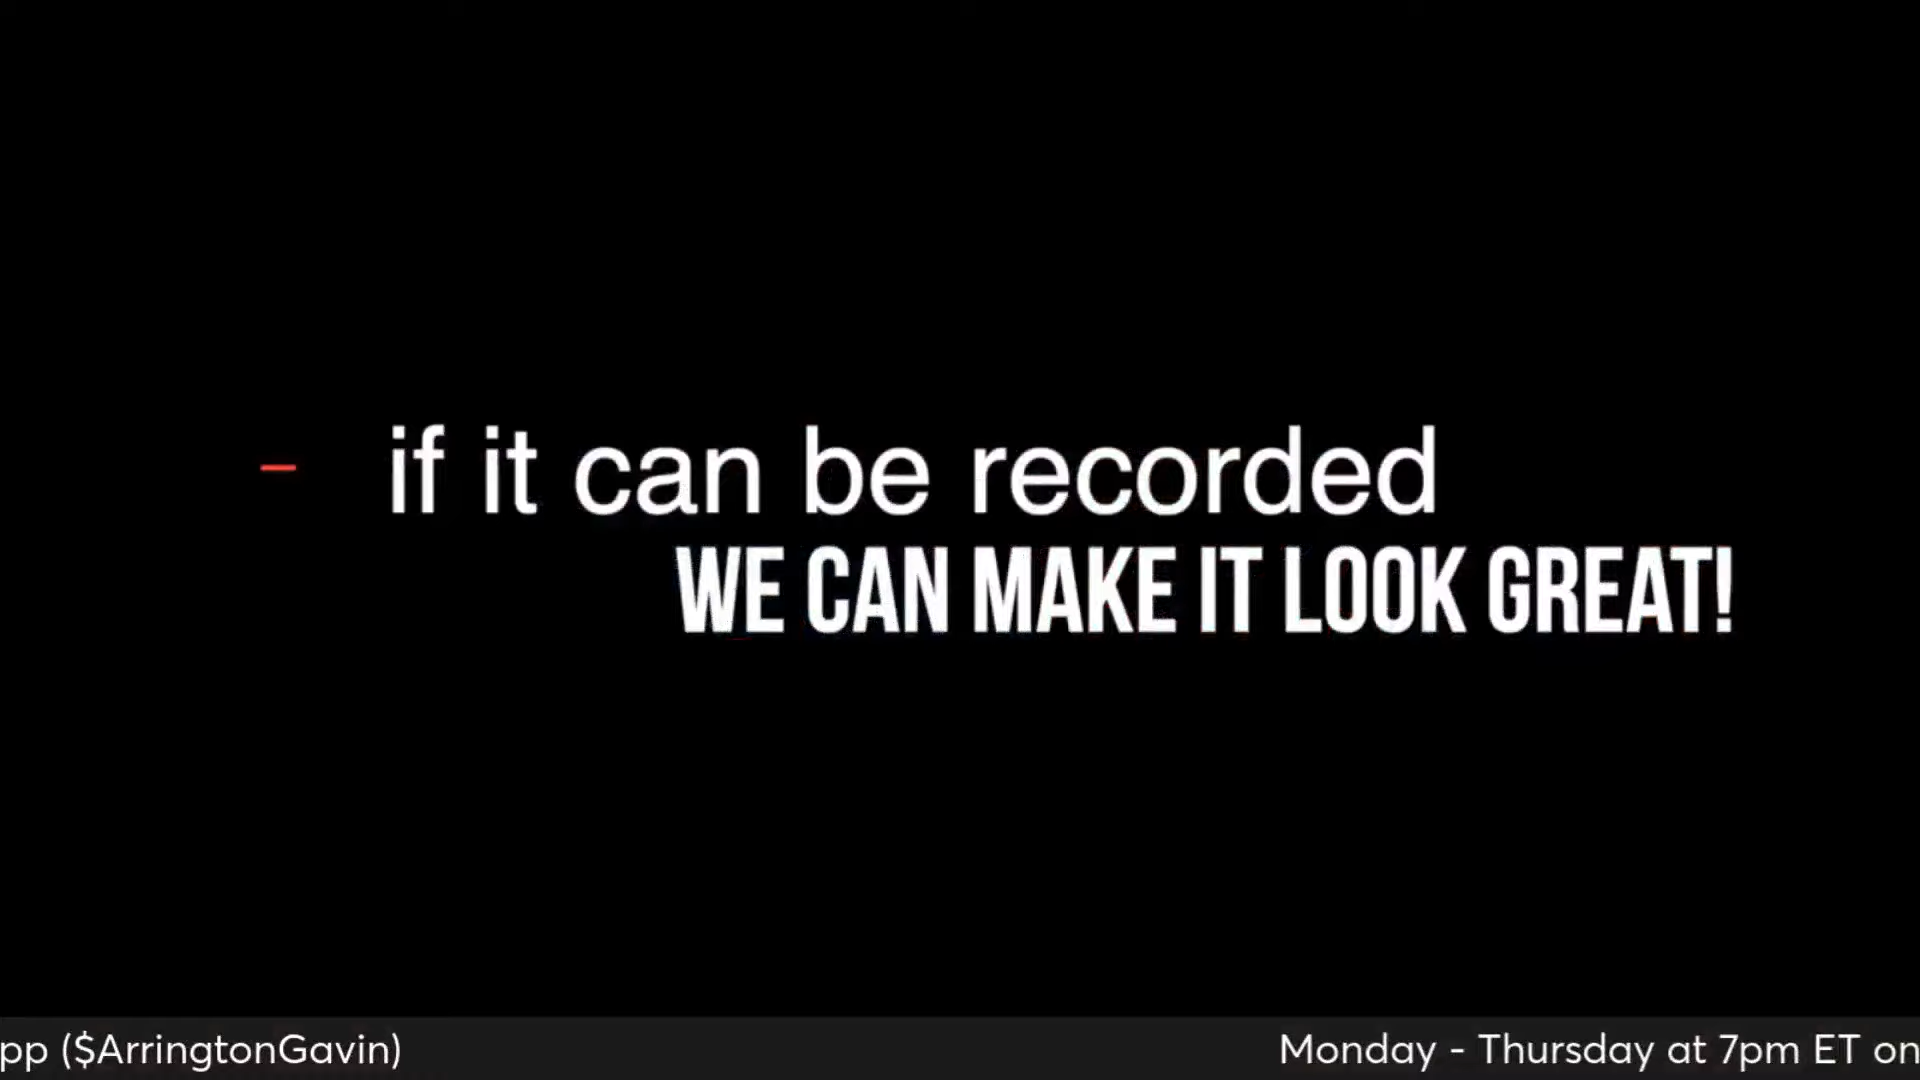 if it can be recorded
WE CAN MAKE IT LOOK GREAT!
pp ($ArringtonGavin) Monday - Thursday at 7pm ET on